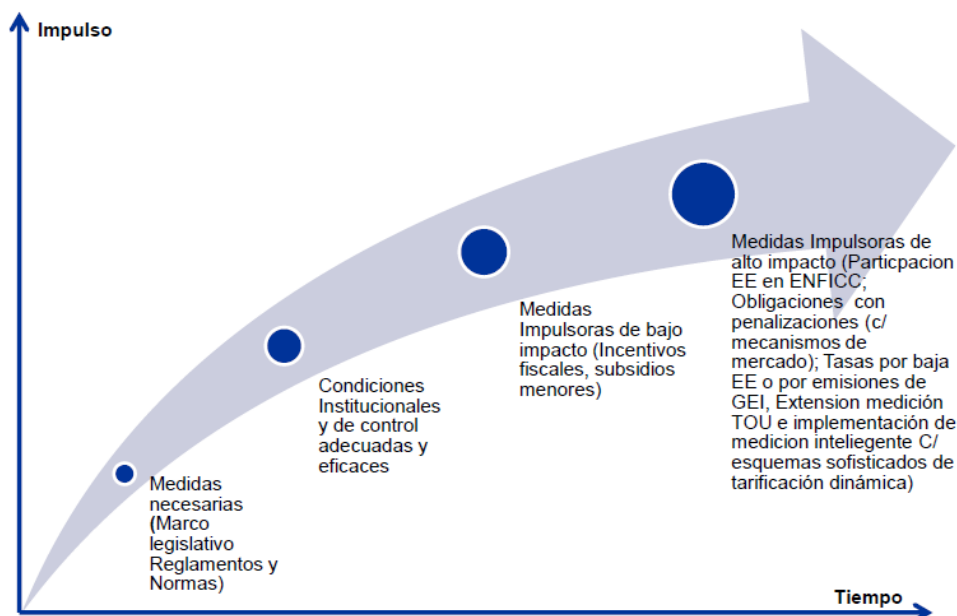 Impulso
Medidas
necesarias
(Marco
legislativo
Reglamentos y
Normas)
Condiciones
Institucionales
y de control
adecuadas y
eficaces
Medidas
Impulsoras de bajo
impacto (Incentivos
fiscales, subsidios
menores)
Medidas Impulsoras de
alto impacto (Particpacion
EE en ENFICC;
Obligaciones con
penalizaciones (c/
mecanismos de
mercado); Tasas por baja
EE o por emisiones de
GEI, Extension medición
TOU e implementación de
medicion inteliegente C/
esquemas sofisticados de
tarificación dinámica)
Tiempo